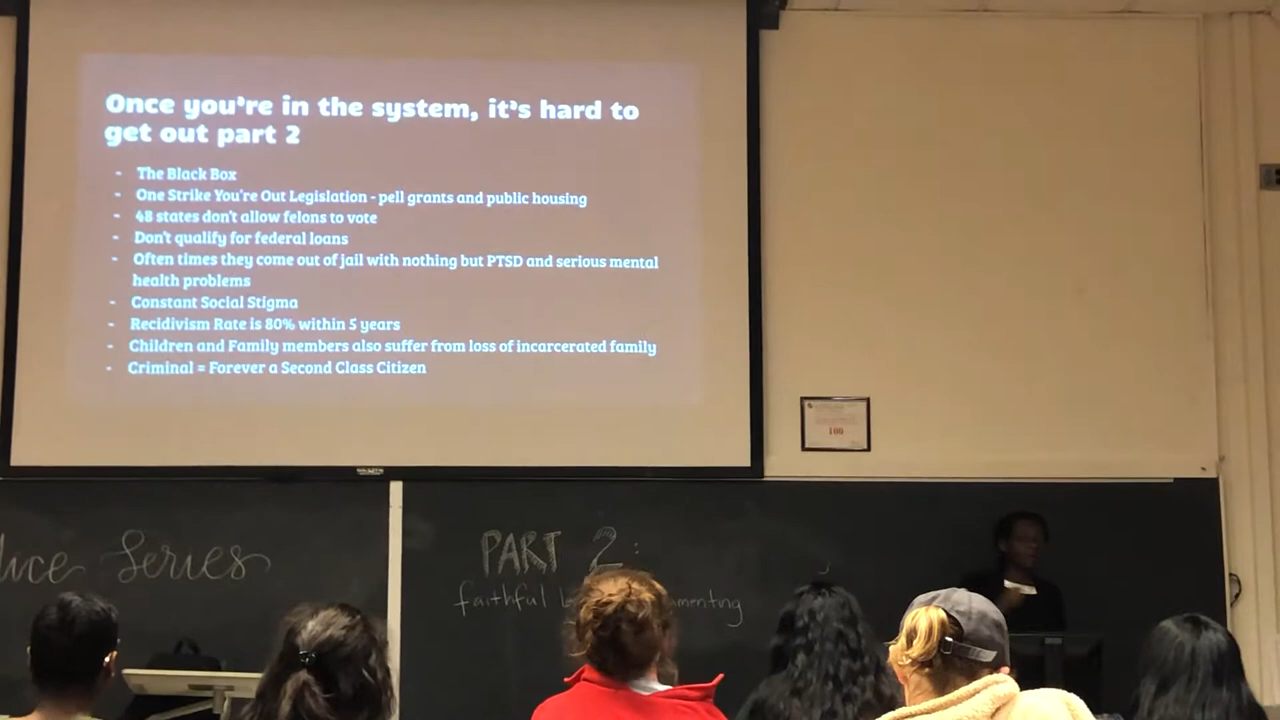 Once you're in the system, it's hard to
get out part 2
- The Black Box
- One Strike You're Out Legislation - pell grants and public housing
- 48 states don't allow felons to vote
- Don't qualify for federal loans
- Often times they come out of jail with nothing but PTSD and serious mental
health problems
- Constant Social Stigma
- Recidivism Rate is 80% within 5 years
- Children and Family members also suffer from loss of incarcerated family
- Criminal = Forever a Second Class Citizen
100
Series
PART 2:
faithful